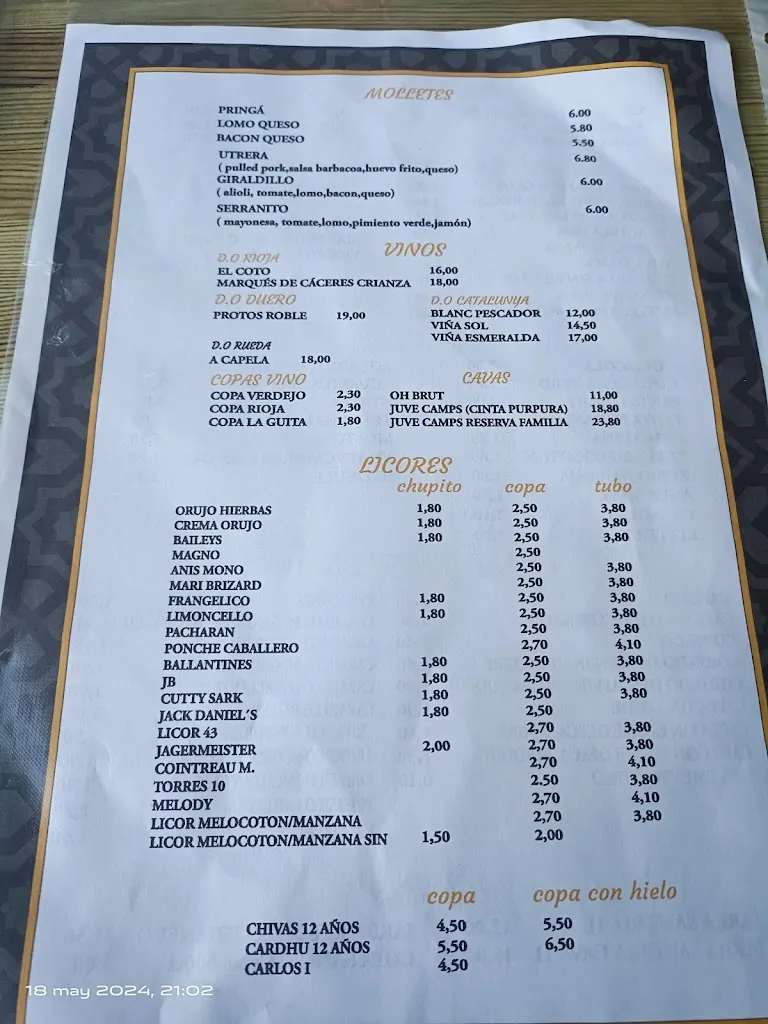 MOLLETES
PRINGÁ 6.00
LOMO QUESO 5.80
BACON QUESO 5.50
UTRERA 6.80
( pulled pork,salsa barbacoa,huevo frito,queso)
GIRALDILLO 6.00
( alioli, tomate,lomo,bacon,queso)
SERRANITO 6.00
( mayonesa, tomate,lomo,pimiento verde,jamón)
VINOS
D.O RIOJA
EL COTO 16,00
MARQUÉS DE CÁCERES CRIANZA 18,00
D.O DUERO
PROTOS ROBLE 19,00
D.O RUEDA
A CAPELA 18,00
D.O CATALUNYA
BLANC PESCADOR 12,00
VIÑA SOL 14,50
VIÑA ESMERALDA 17,00
COPAS VINO
COPA VERDEJO 2,30
COPA RIOJA 2,30
COPA LA GUITA 1,80
CAVAS
OH BRUT 11,00
JUVE CAMPS (CINTA PURPURA) 18,80
JUVE CAMPS RESERVA FAMILIA 23,80
LICORES
chupito copa tubo
ORUJO HIERBAS 1,80 2,50 3,80
CREMA ORUJO 1,80 2,50 3,80
BAILEYS 1,80 2,50 3,80
MAGNO 2,50
ANIS MONO 2,50 3,80
MARI BRIZARD 2,50 3,80
FRANGELICO 1,80 2,50 3,80
LIMONCELLO 1,80 2,50 3,80
PACHARAN 2,50 3,80
PONCHE CABALLERO 2,70 4,10
BALLANTINES 1,80 2,50 3,80
JB 1,80 2,50 3,80
CUTTY SARK 1,80 2,50 3,80
JACK DANIEL´S 1,80 2,50
LICOR 43 2,70 3,80
JAGERMEISTER 2,00 2,70 3,80
COINTREAU M. 2,70 4,10
TORRES 10 2.50 3,80
MELODY 2,70 4,10
LICOR MELOCOTON/MANZANA 2,70 3,80
LICOR MELOCOTON/MANZANA SIN 1,50 2,00
copa copa con hielo
CHIVAS 12 AÑOS 4,50 5,50
CARDHU 12 AÑOS 5,50 6,50
CARLOS I 4,50
18 may 2024, 21:02